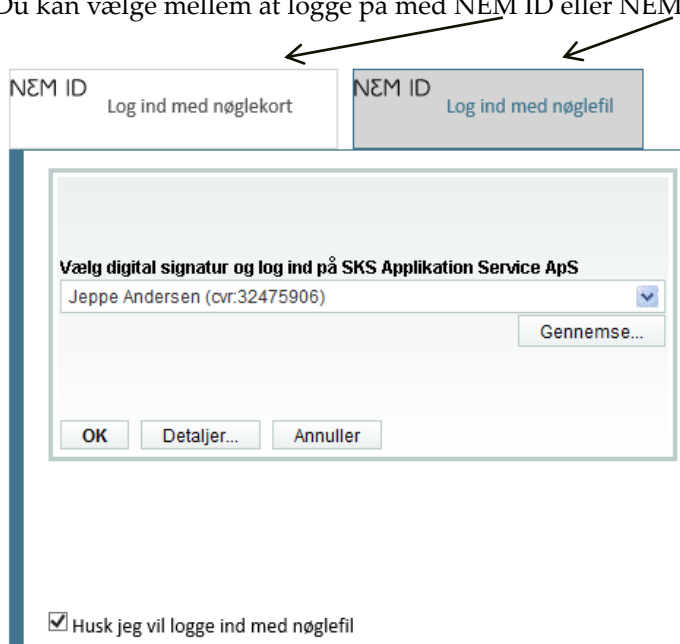 Du kan vælge mellem at logge på med NEM ID eller NEM
NEM ID
Log ind med nøglekort
NEM ID
Log ind med nøglefil
Vælg digital signatur og log ind på SKS Applikation Service ApS
Jeppe Andersen (cvr:32475906)
Gennemse...
OK
Detaljer...
Annuller
Husk jeg vil logge ind med nøglefil